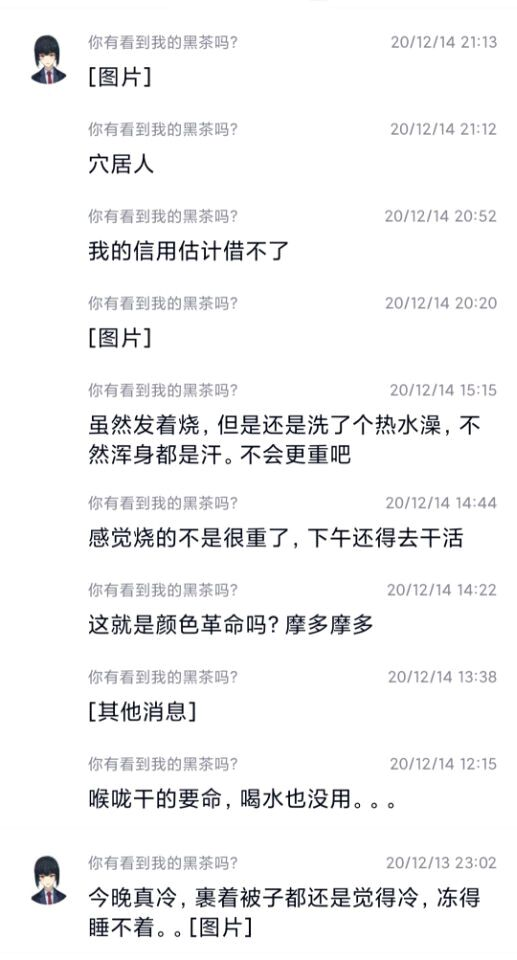 你有看到我的黑茶吗? 20/12/14 21:13
[图片]
你有看到我的黑茶吗? 20/12/14 21:12
穴居人
你有看到我的黑茶吗? 20/12/14 20:52
我的信用估计借不了
你有看到我的黑茶吗? 20/12/14 20:20
[图片]
你有看到我的黑茶吗? 20/12/14 15:15
虽然发着烧，但是还是洗了个热水澡，不
然浑身都是汗。不会更重吧
你有看到我的黑茶吗? 20/12/14 14:44
感觉烧的不是很重了，下午还得去干活
你有看到我的黑茶吗? 20/12/14 14:22
这就是颜色革命吗？摩多摩多
你有看到我的黑茶吗? 20/12/14 13:38
[其他消息]
你有看到我的黑茶吗? 20/12/14 12:15
喉咙干的要命，喝水也没用。。。
你有看到我的黑茶吗? 20/12/13 23:02
今晚真冷，裹着被子都还是觉得冷，冻得
睡不着。。[图片]